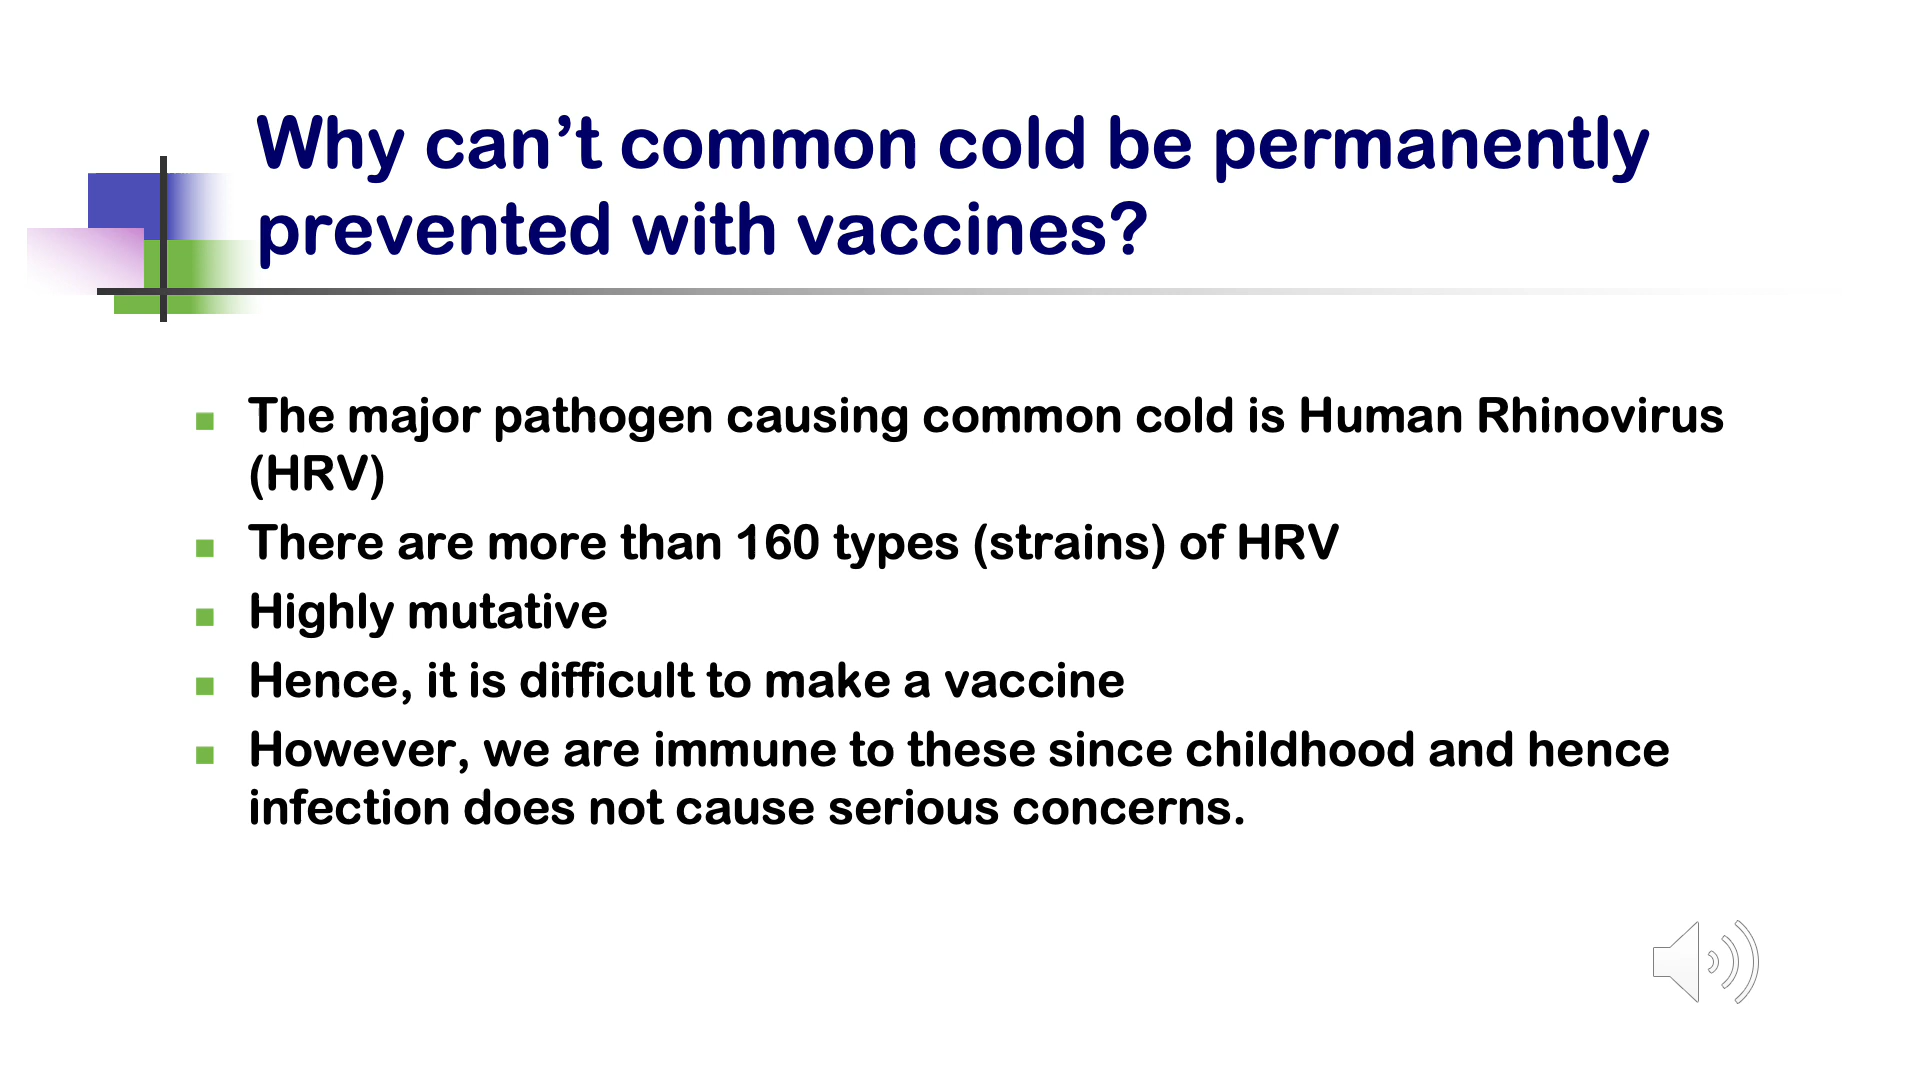 Why can’t common cold be permanently
prevented with vaccines?
The major pathogen causing common cold is Human Rhinovirus
(HRV)
There are more than 160 types (strains) of HRV
Highly mutative
Hence, it is difficult to make a vaccine
However, we are immune to these since childhood and hence
infection does not cause serious concerns.